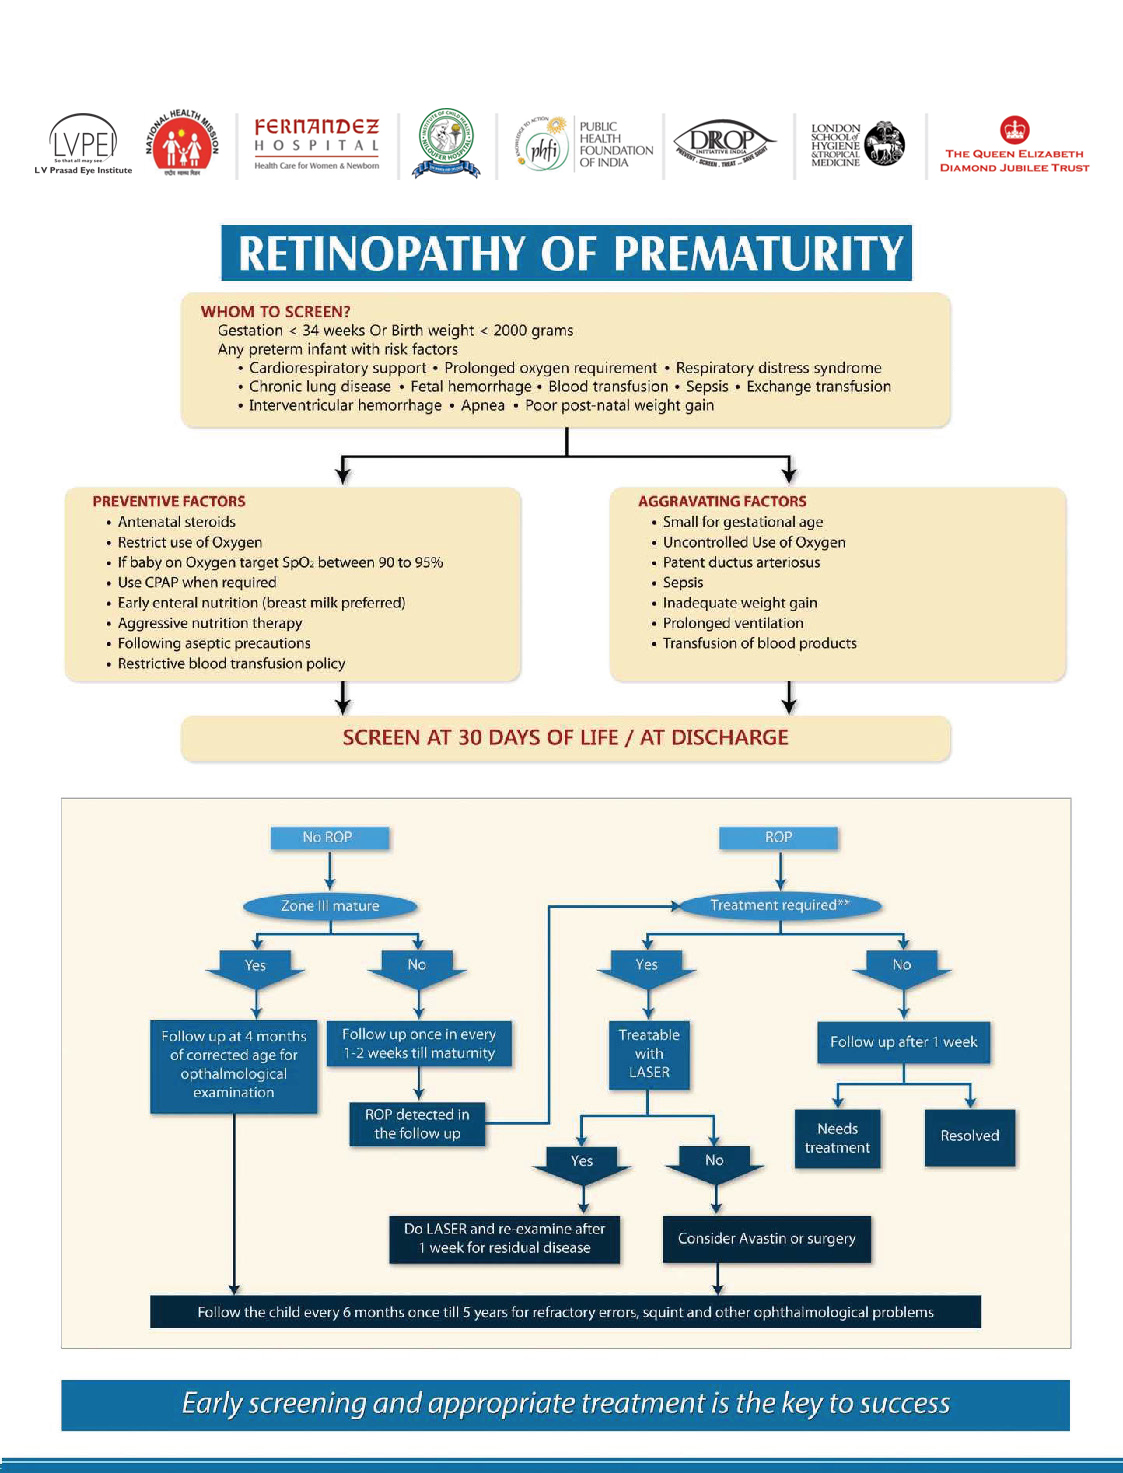 LVPEI
So that all may see
L V Prasad Eye Institute
NATIONAL HEALTH MISSION
राष्ट्रीय स्वास्थ्य मिशन
FERNANDEZ
HOSPITAL
Health Care for Women & Newborn
INSTITUTE OF CHILD HEALTH
NILOUFER HOSPITAL
KNOWLEDGE TO ACTION
phfi
PUBLIC
HEALTH
FOUNDATION
OF INDIA
DROP
INITIATIVE INDIA
PREVENT . SCREEN . TREAT ... SAVE SIGHT
LONDON
SCHOOL of
HYGIENE
& TROPICAL
MEDICINE
THE QUEEN ELIZABETH
DIAMOND JUBILEE TRUST
RETINOPATHY OF PREMATURITY
WHOM TO SCREEN?
Gestation < 34 weeks Or Birth weight < 2000 grams
Any preterm infant with risk factors
• Cardiorespiratory support • Prolonged oxygen requirement • Respiratory distress syndrome
• Chronic lung disease • Fetal hemorrhage • Blood transfusion • Sepsis • Exchange transfusion
• Interventricular hemorrhage • Apnea • Poor post-natal weight gain
PREVENTIVE FACTORS
• Antenatal steroids
• Restrict use of Oxygen
• If baby on Oxygen target SpO₂ between 90 to 95%
• Use CPAP when required
• Early enteral nutrition (breast milk preferred)
• Aggressive nutrition therapy
• Following aseptic precautions
• Restrictive blood transfusion policy
AGGRAVATING FACTORS
• Small for gestational age
• Uncontrolled Use of Oxygen
• Patent ductus arteriosus
• Sepsis
• Inadequate weight gain
• Prolonged ventilation
• Transfusion of blood products
SCREEN AT 30 DAYS OF LIFE / AT DISCHARGE
No ROP
ROP
Zone III mature
Treatment required**
Yes
No
Yes
No
Follow up at 4 months
of corrected age for
opthalmological
examination
Follow up once in every
1-2 weeks till maturnity
Treatable
with
LASER
Follow up after 1 week
ROP detected in
the follow up
Needs
treatment
Resolved
Yes
No
Do LASER and re-examine after
1 week for residual disease
Consider Avastin or surgery
Follow the child every 6 months once till 5 years for refractory errors, squint and other ophthalmological problems
Early screening and appropriate treatment is the key to success